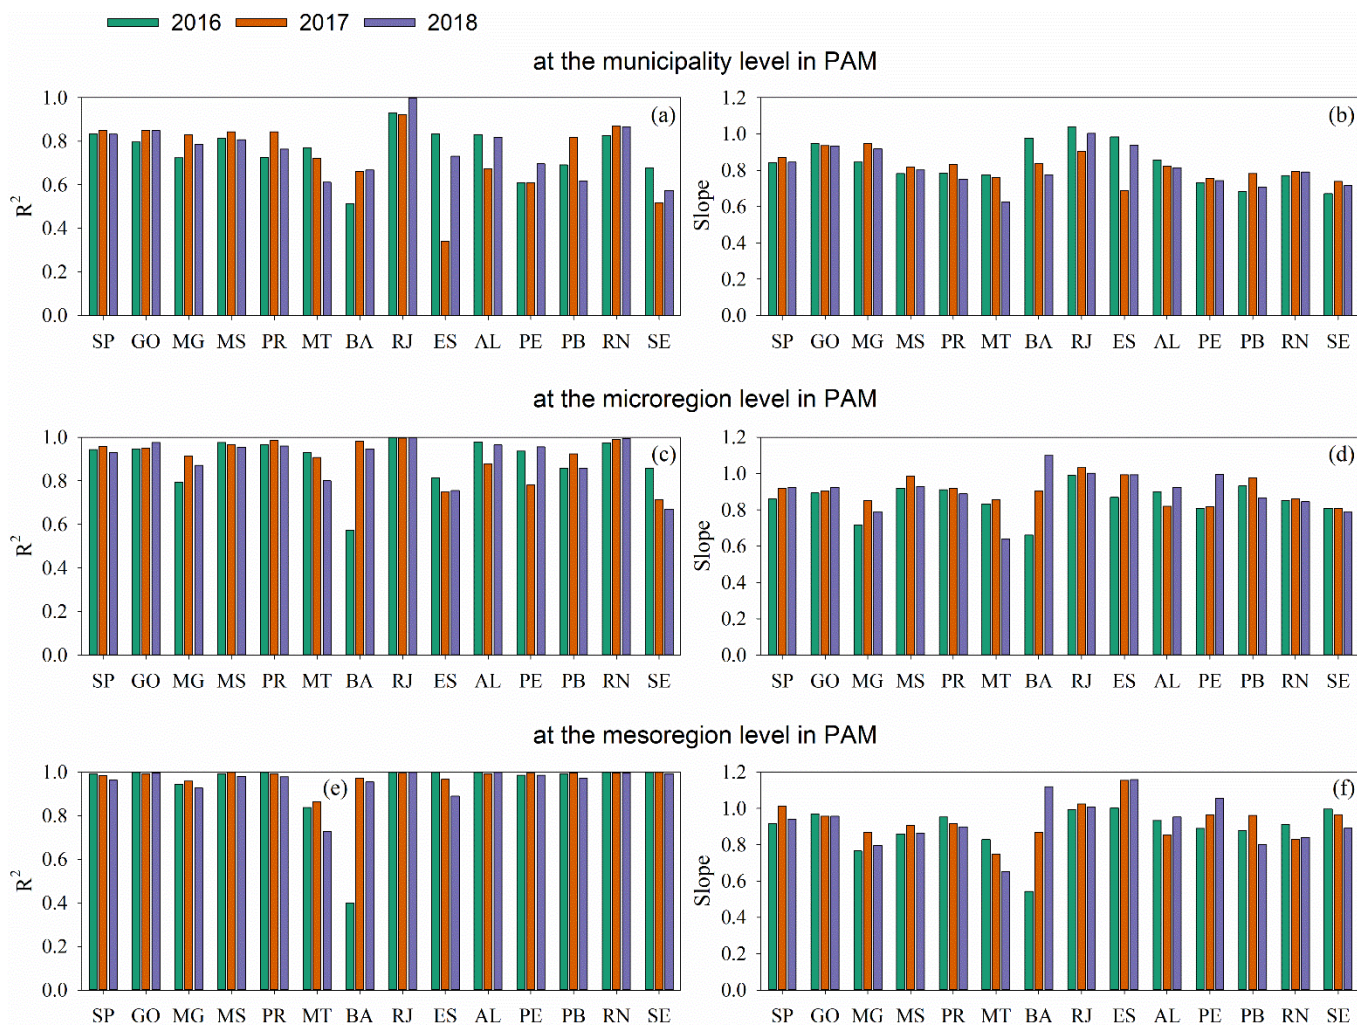 2016 2017 2018
at the municipality level in PAM
1.0 (a)
0.8
0.6
R²
0.4
0.2
0.0
SP GO MG MS PR MT BA RJ ES AL PE PB RN SE
1.2 (b)
1.0
0.8
0.6
Slope
0.4
0.2
0.0
SP GO MG MS PR MT BA RJ ES AL PE PB RN SE
at the microregion level in PAM
1.0 (c)
0.8
0.6
R²
0.4
0.2
0.0
SP GO MG MS PR MT BA RJ ES AL PE PB RN SE
1.2 (d)
1.0
0.8
0.6
Slope
0.4
0.2
0.0
SP GO MG MS PR MT BA RJ ES AL PE PB RN SE
at the mesoregion level in PAM
1.0 (e)
0.8
0.6
R²
0.4
0.2
0.0
SP GO MG MS PR MT BA RJ ES AL PE PB RN SE
1.2 (f)
1.0
0.8
0.6
Slope
0.4
0.2
0.0
SP GO MG MS PR MT BA RJ ES AL PE PB RN SE